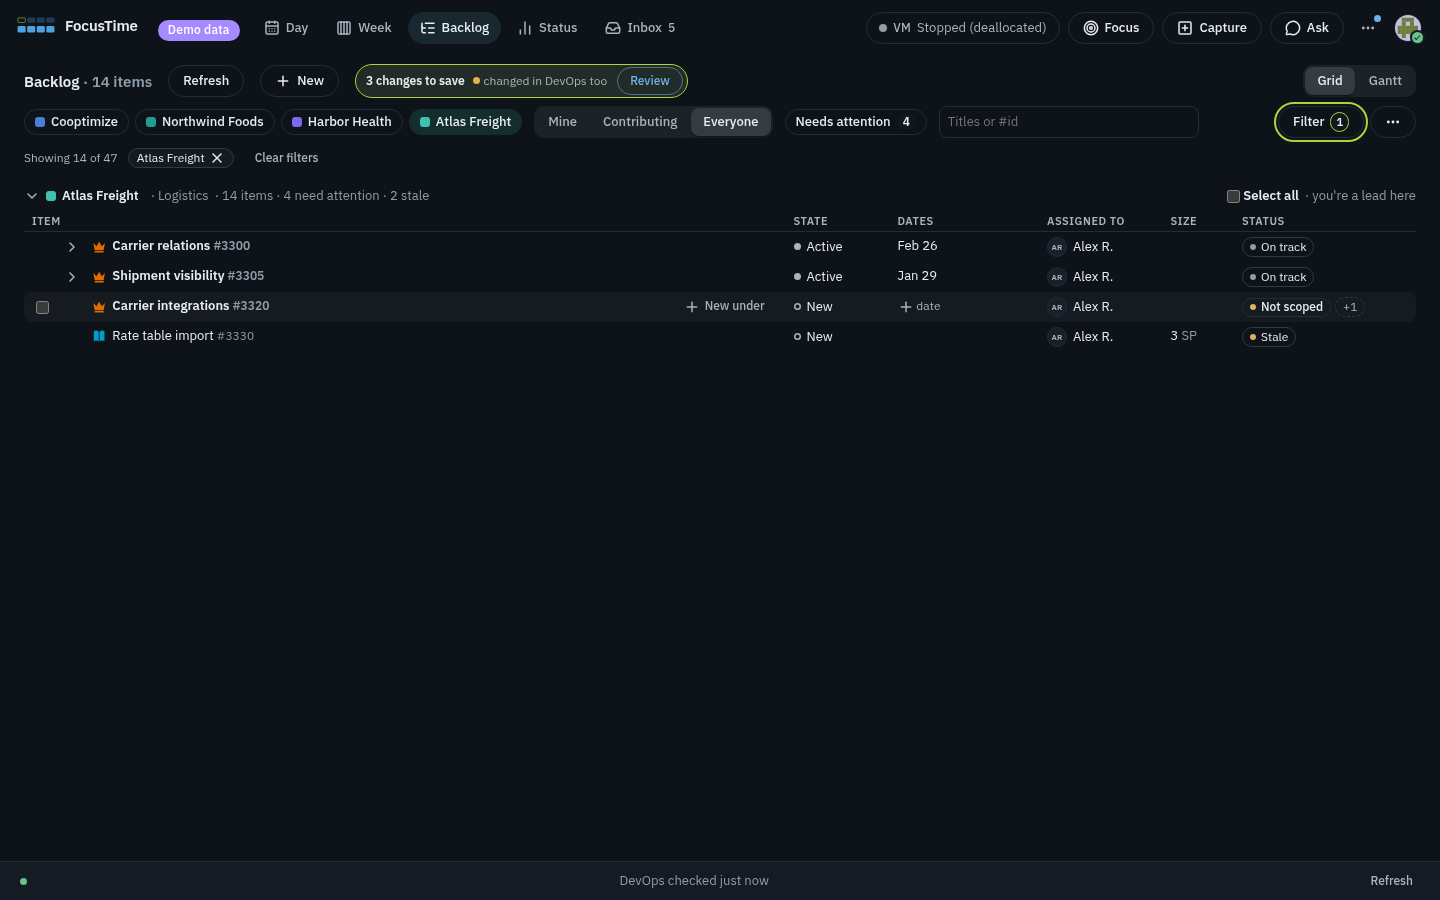 FocusTime
Demo data
Day
Week
Backlog
Status
Inbox 5
VM Stopped (deallocated)
Focus
Capture
Ask
Backlog · 14 items
Refresh
New
3 changes to save
changed in DevOps too
Review
Grid
Gantt
Cooptimize
Northwind Foods
Harbor Health
Atlas Freight
Mine
Contributing
Everyone
Needs attention 4
Titles or #id
Filter 1
Showing 14 of 47
Atlas Freight
Clear filters
Atlas Freight · Logistics · 14 items · 4 need attention · 2 stale
Select all · you're a lead here
ITEM STATE DATES ASSIGNED TO SIZE STATUS
Carrier relations #3300 Active Feb 26 AR Alex R. On track
Shipment visibility #3305 Active Jan 29 AR Alex R. On track
Carrier integrations #3320 New under New date AR Alex R. Not scoped +1
Rate table import #3330 New AR Alex R. 3 SP Stale
DevOps checked just now
Refresh